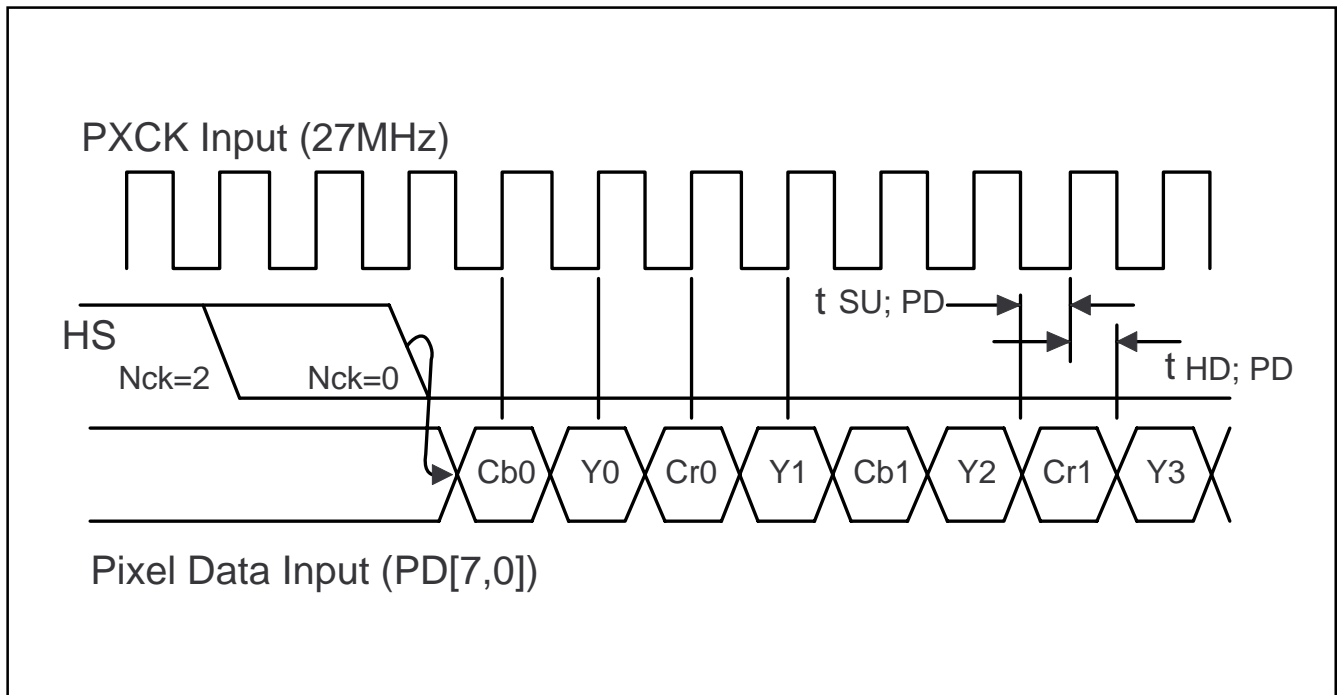 PXCK Input (27MHz)
t SU; PD
HS
Nck=2
Nck=0
t HD; PD
Cb0 Y0 Cr0 Y1 Cb1 Y2 Cr1 Y3
Pixel Data Input (PD[7,0])